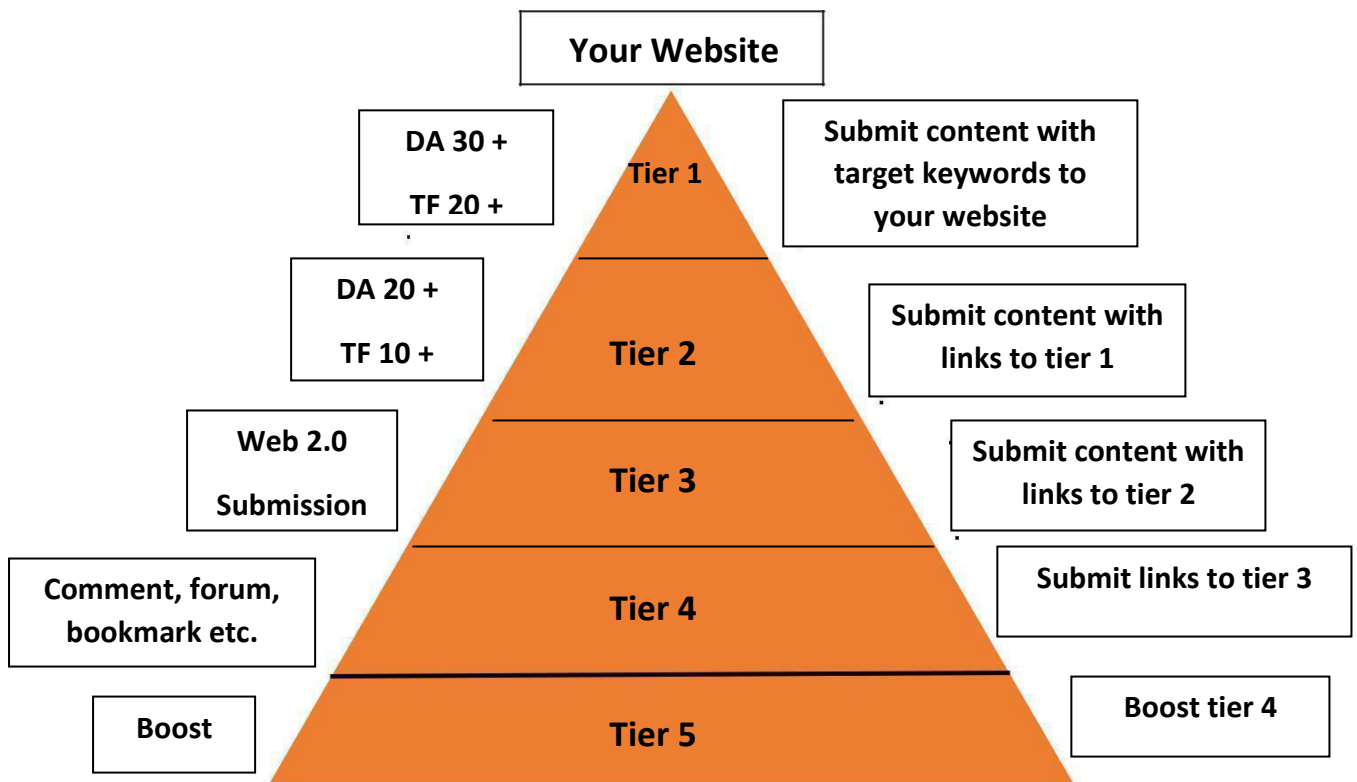 Your Website
DA 30 +
TF 20 +
Tier 1
Submit content with
target keywords to
your website
DA 20 +
TF 10 +
Tier 2
Submit content with
links to tier 1
Web 2.0
Submission
Tier 3
Submit content with
links to tier 2
Comment, forum,
bookmark etc.
Tier 4
Submit links to tier 3
Boost
Tier 5
Boost tier 4